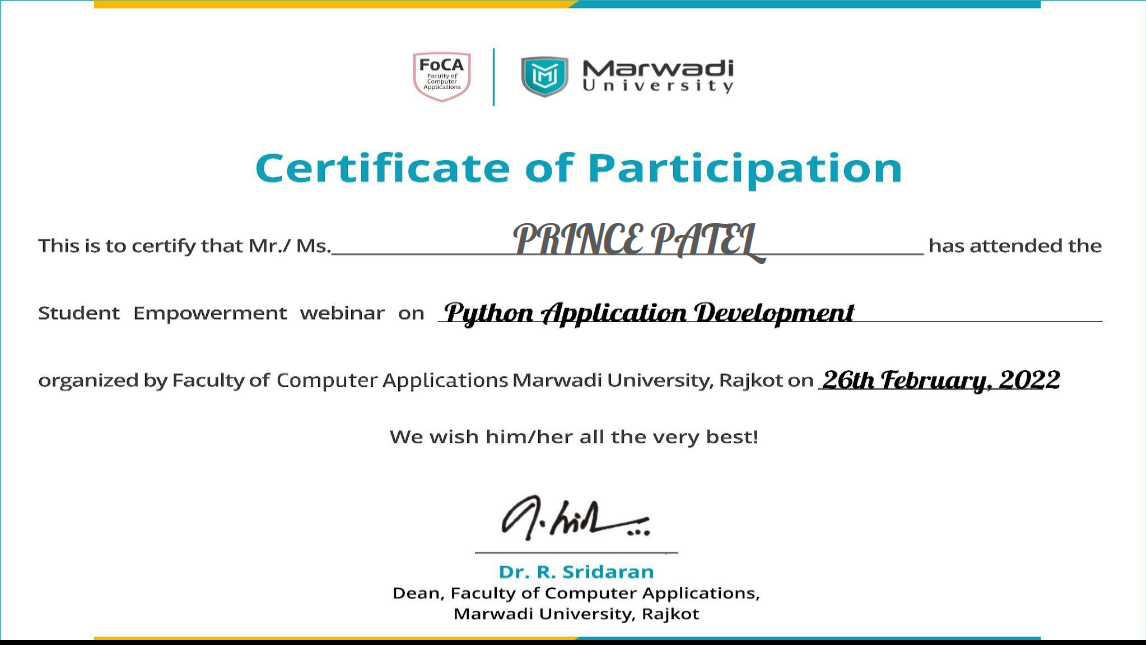 FoCA
Faculty of
Computer
Applications
Marwadi
University
Certificate of Participation
This is to certify that Mr./ Ms. PRINCE PATEL has attended the
Student Empowerment webinar on Python Application Development
organized by Faculty of Computer Applications Marwadi University, Rajkot on 26th February, 2022
We wish him/her all the very best!
Dr. R. Sridaran
Dean, Faculty of Computer Applications,
Marwadi University, Rajkot